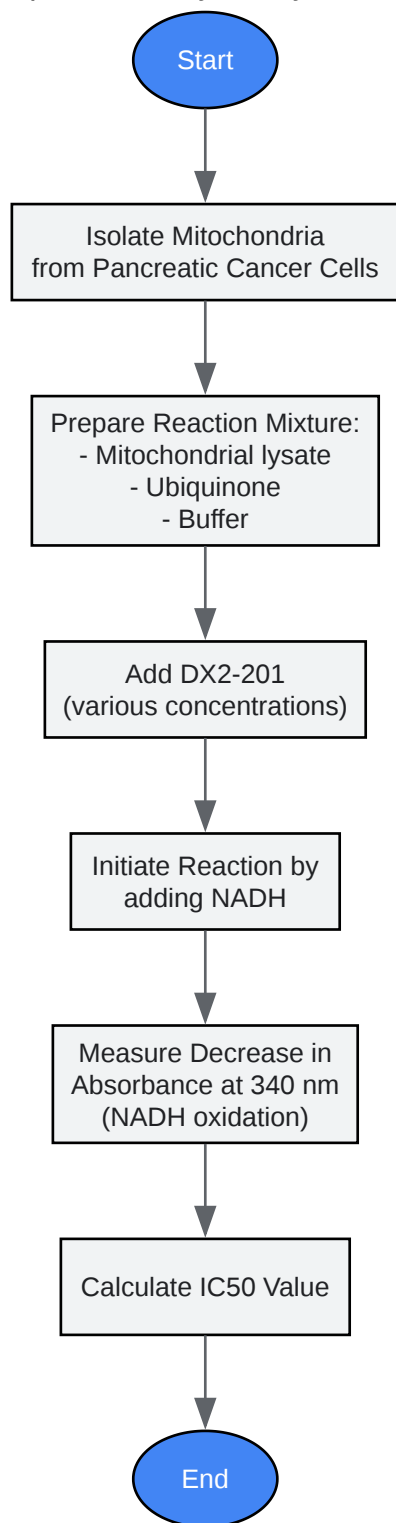 Start
Isolate Mitochondria
from Pancreatic Cancer Cells
Prepare Reaction Mixture:
- Mitochondrial lysate
- Ubiquinone
- Buffer
Add DX2-201
(various concentrations)
Initiate Reaction by
adding NADH
Measure Decrease in
Absorbance at 340 nm
(NADH oxidation)
Calculate IC50 Value
End